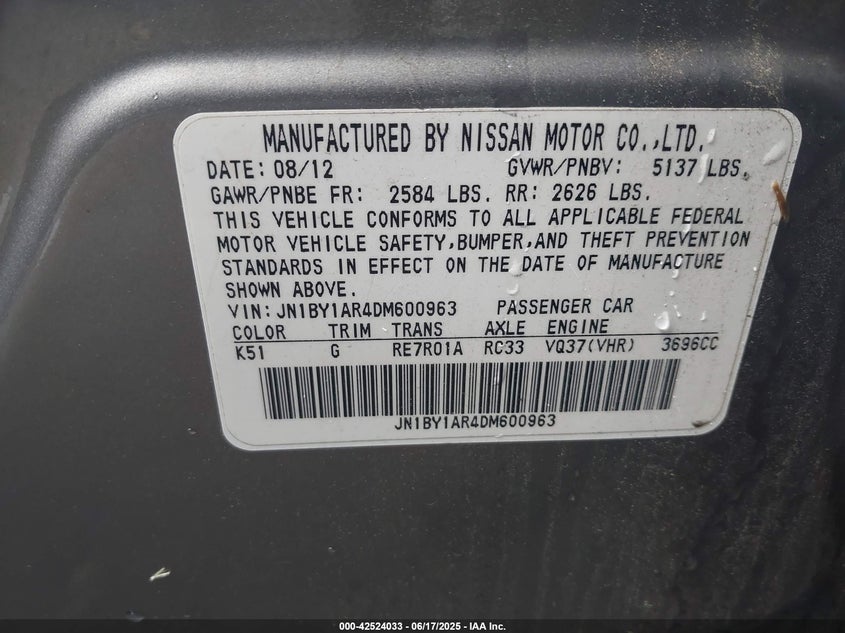 MANUFACTURED BY NISSAN MOTOR CO.,LTD.
DATE: 08/12 GVWR/PNBV: 5137 LBS.
GAWR/PNBE FR: 2584 LBS. RR: 2626 LBS.
THIS VEHICLE CONFORMS TO ALL APPLICABLE FEDERAL
MOTOR VEHICLE SAFETY,BUMPER,AND THEFT PREVENTION
STANDARDS IN EFFECT ON THE DATE OF MANUFACTURE
SHOWN ABOVE.
VIN: JN1BY1AR4DM600963 PASSENGER CAR
COLOR TRIM TRANS AXLE ENGINE
K51 G RE7R01A RC33 VQ37(VHR) 3696CC
JN1BY1AR4DM600963
000-42524033 - 06/17/2025 - IAA Inc.